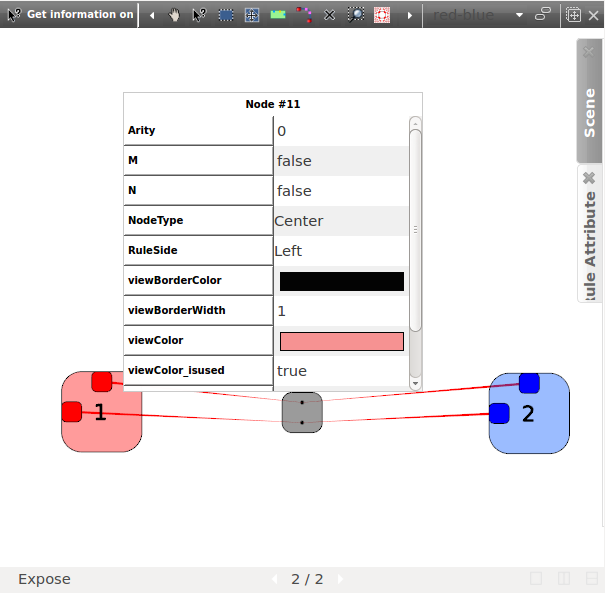 Get information on
red-blue
Scene
ule Attribute
Node #11
Arity 0
M false
N false
NodeType Center
RuleSide Left
viewBorderColor
viewBorderWidth 1
viewColor
viewColor_isused true
1
2
Expose
2 / 2